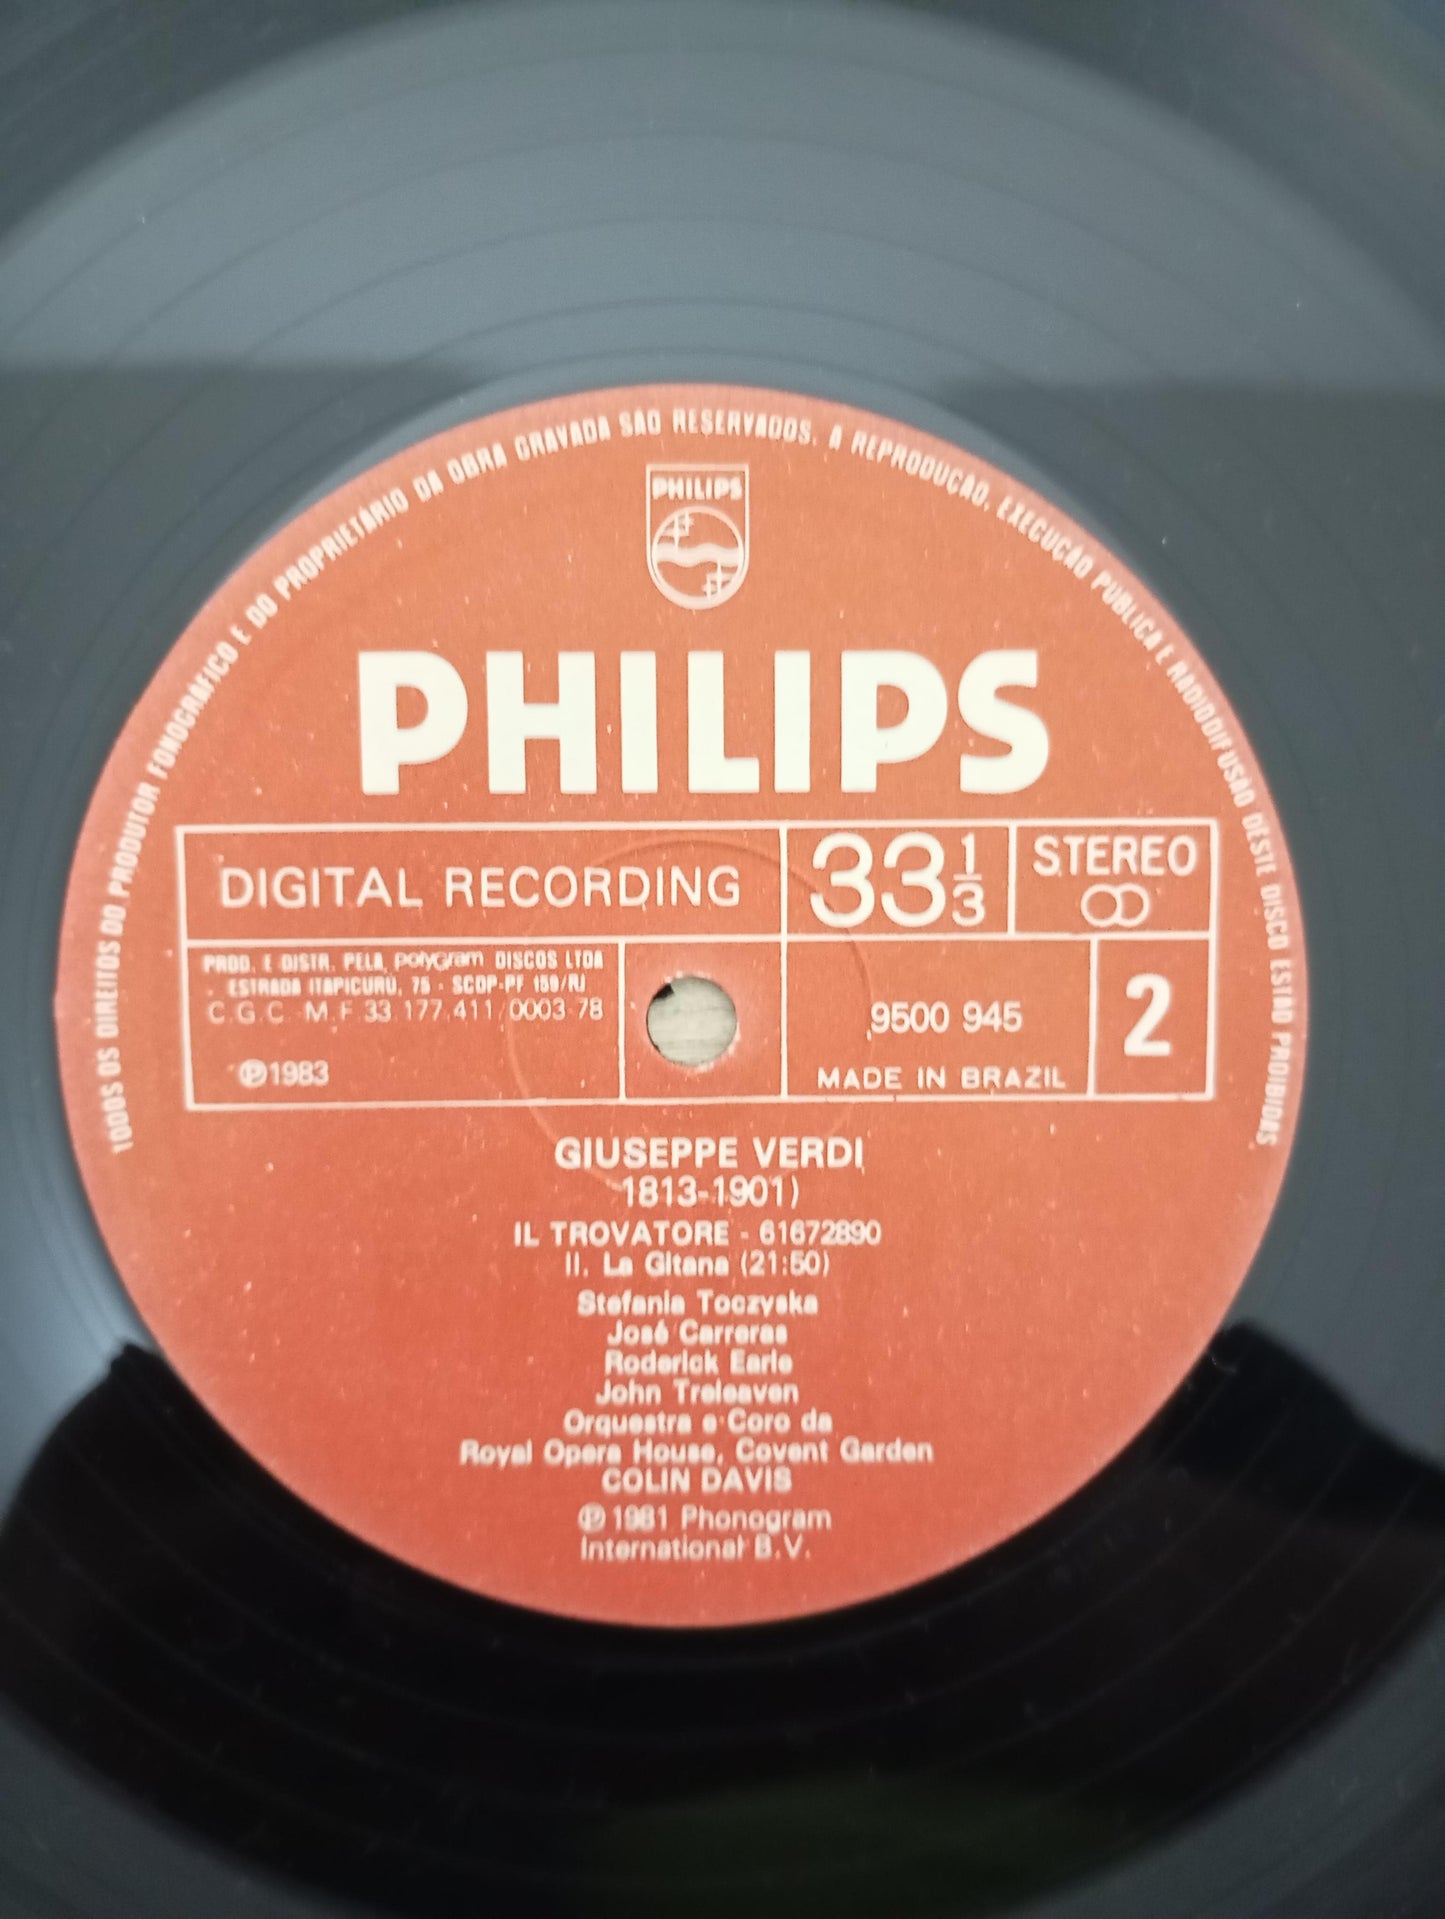 TODOS OS DIREITOS DO PRODUTOR FONOGRÁFICO E DO PROPRIETÁRIO DA OBRA GRAVADA SÃO RESERVADOS. A REPRODUÇÃO, EXECUÇÃO PÚBLICA E RADIODIFUSÃO DESTE DISCO ESTÃO PROIBIDAS
PHILIPS
PHILIPS
DIGITAL RECORDING
33 1/3
STEREO
PROD. E DISTR. PELA polyGram DISCOS LTDA
ESTRADA ITAPICURU, 75 - SCDP-PF 159/RJ
C.G.C. M.F. 33.177.411/0003-78
℗ 1983
9500 945
MADE IN BRAZIL
2
GIUSEPPE VERDI
1813-1901)
IL TROVATORE - 61672890
II. La Gitana (21:50)
Stefania Toczyska
José Carreras
Roderick Earle
John Treleaven
Orquestra e Coro da
Royal Opera House, Covent Garden
COLIN DAVIS
℗ 1981 Phonogram
International B.V.